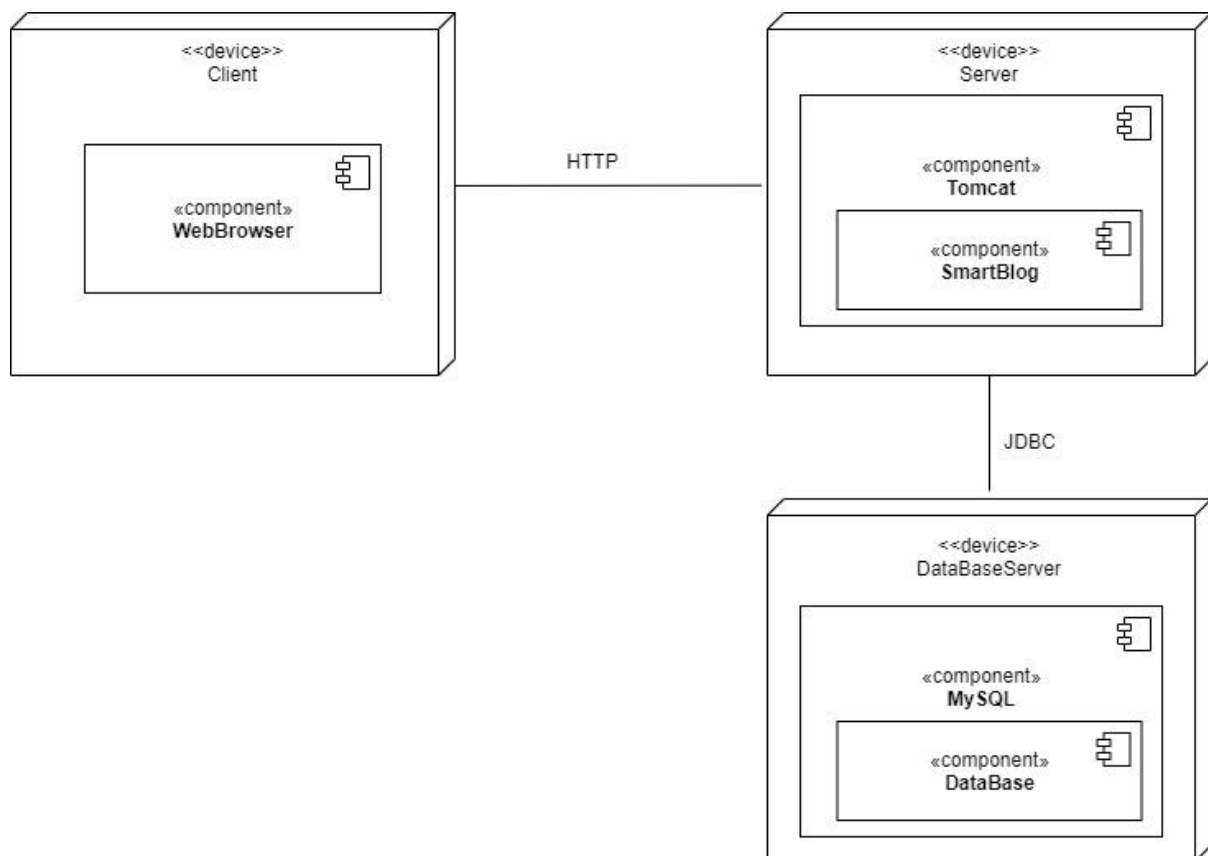 <<device>>
Client
«component»
WebBrowser
HTTP
<<device>>
Server
«component»
Tomcat
«component»
SmartBlog
JDBC
<<device>>
DataBaseServer
«component»
MySQL
«component»
DataBase